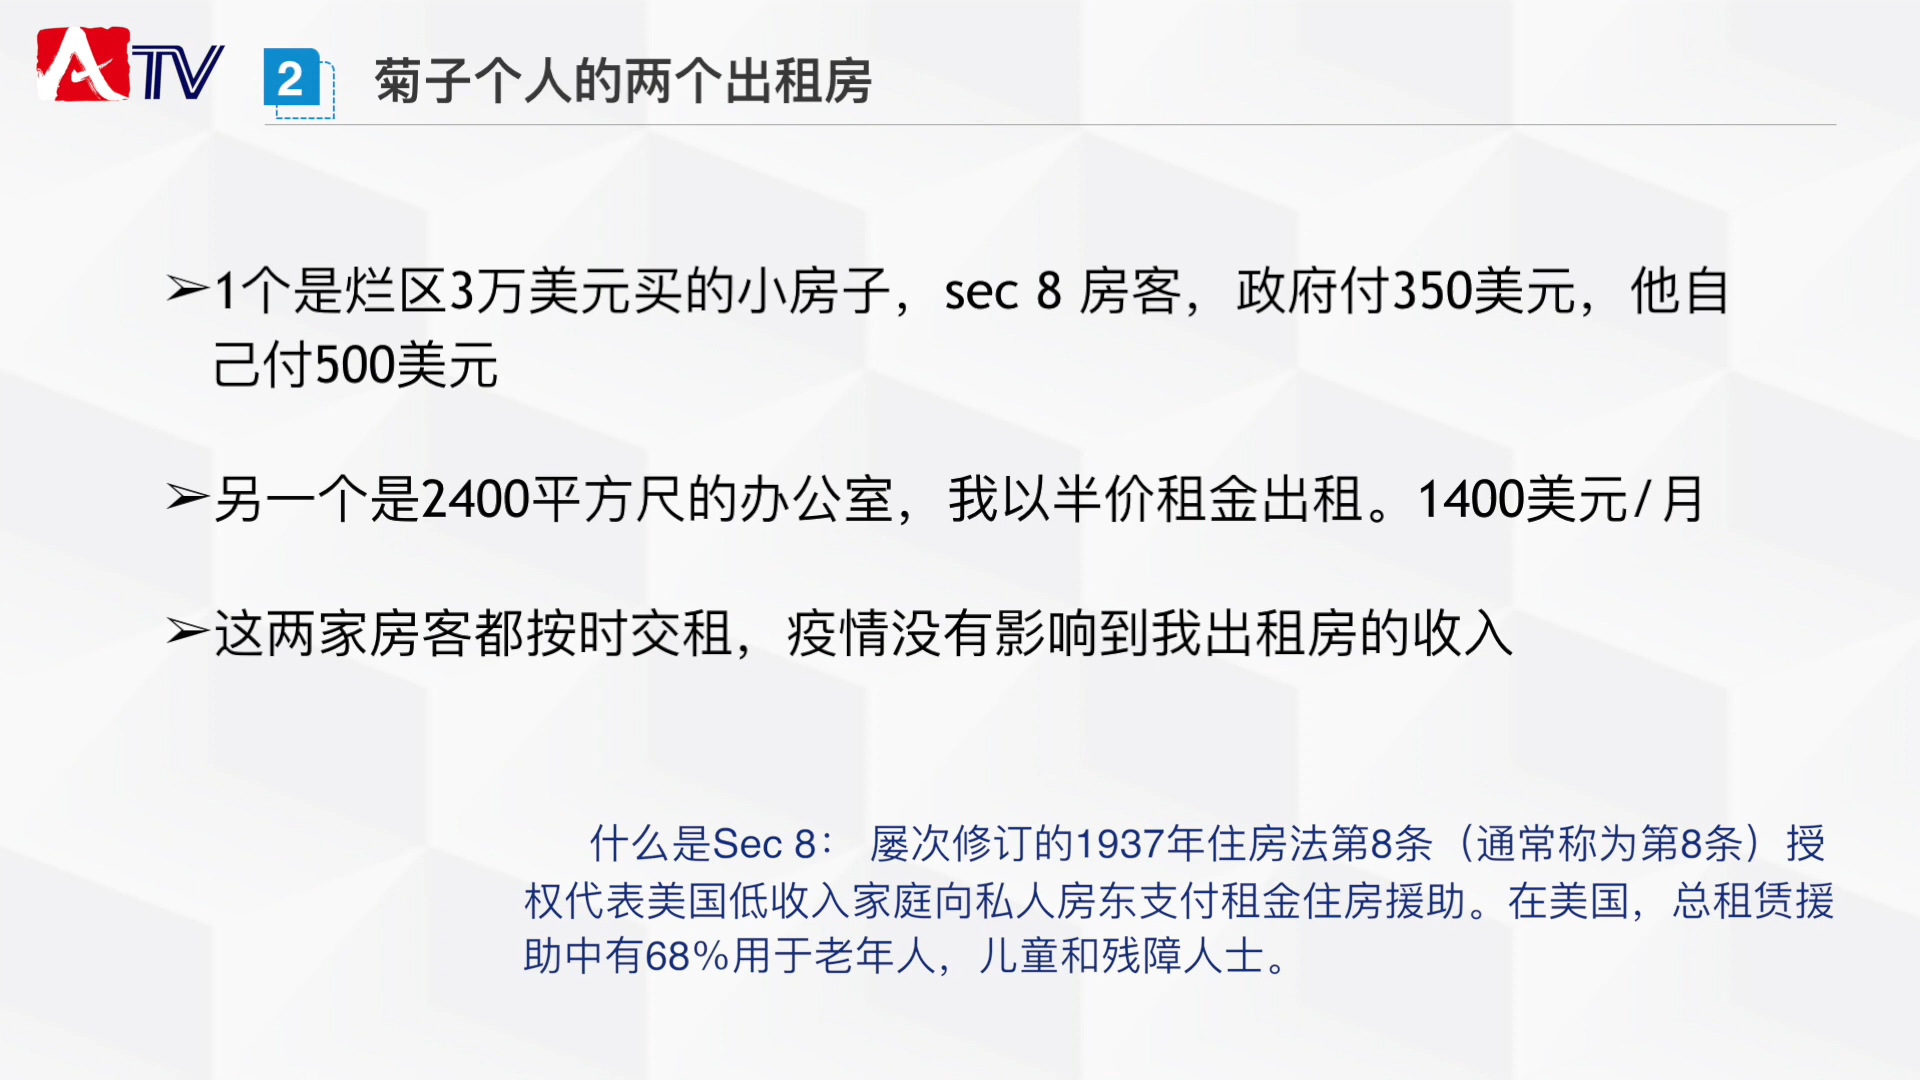 ATV
2
菊子个人的两个出租房
➢1个是烂区3万美元买的小房子，sec 8 房客，政府付350美元，他自
己付500美元
➢另一个是2400平方尺的办公室，我以半价租金出租。1400美元/月
➢这两家房客都按时交租，疫情没有影响到我出租房的收入
什么是Sec 8： 屡次修订的1937年住房法第8条（通常称为第8条）授
权代表美国低收入家庭向私人房东支付租金住房援助。在美国，总租赁援
助中有68%用于老年人，儿童和残障人士。